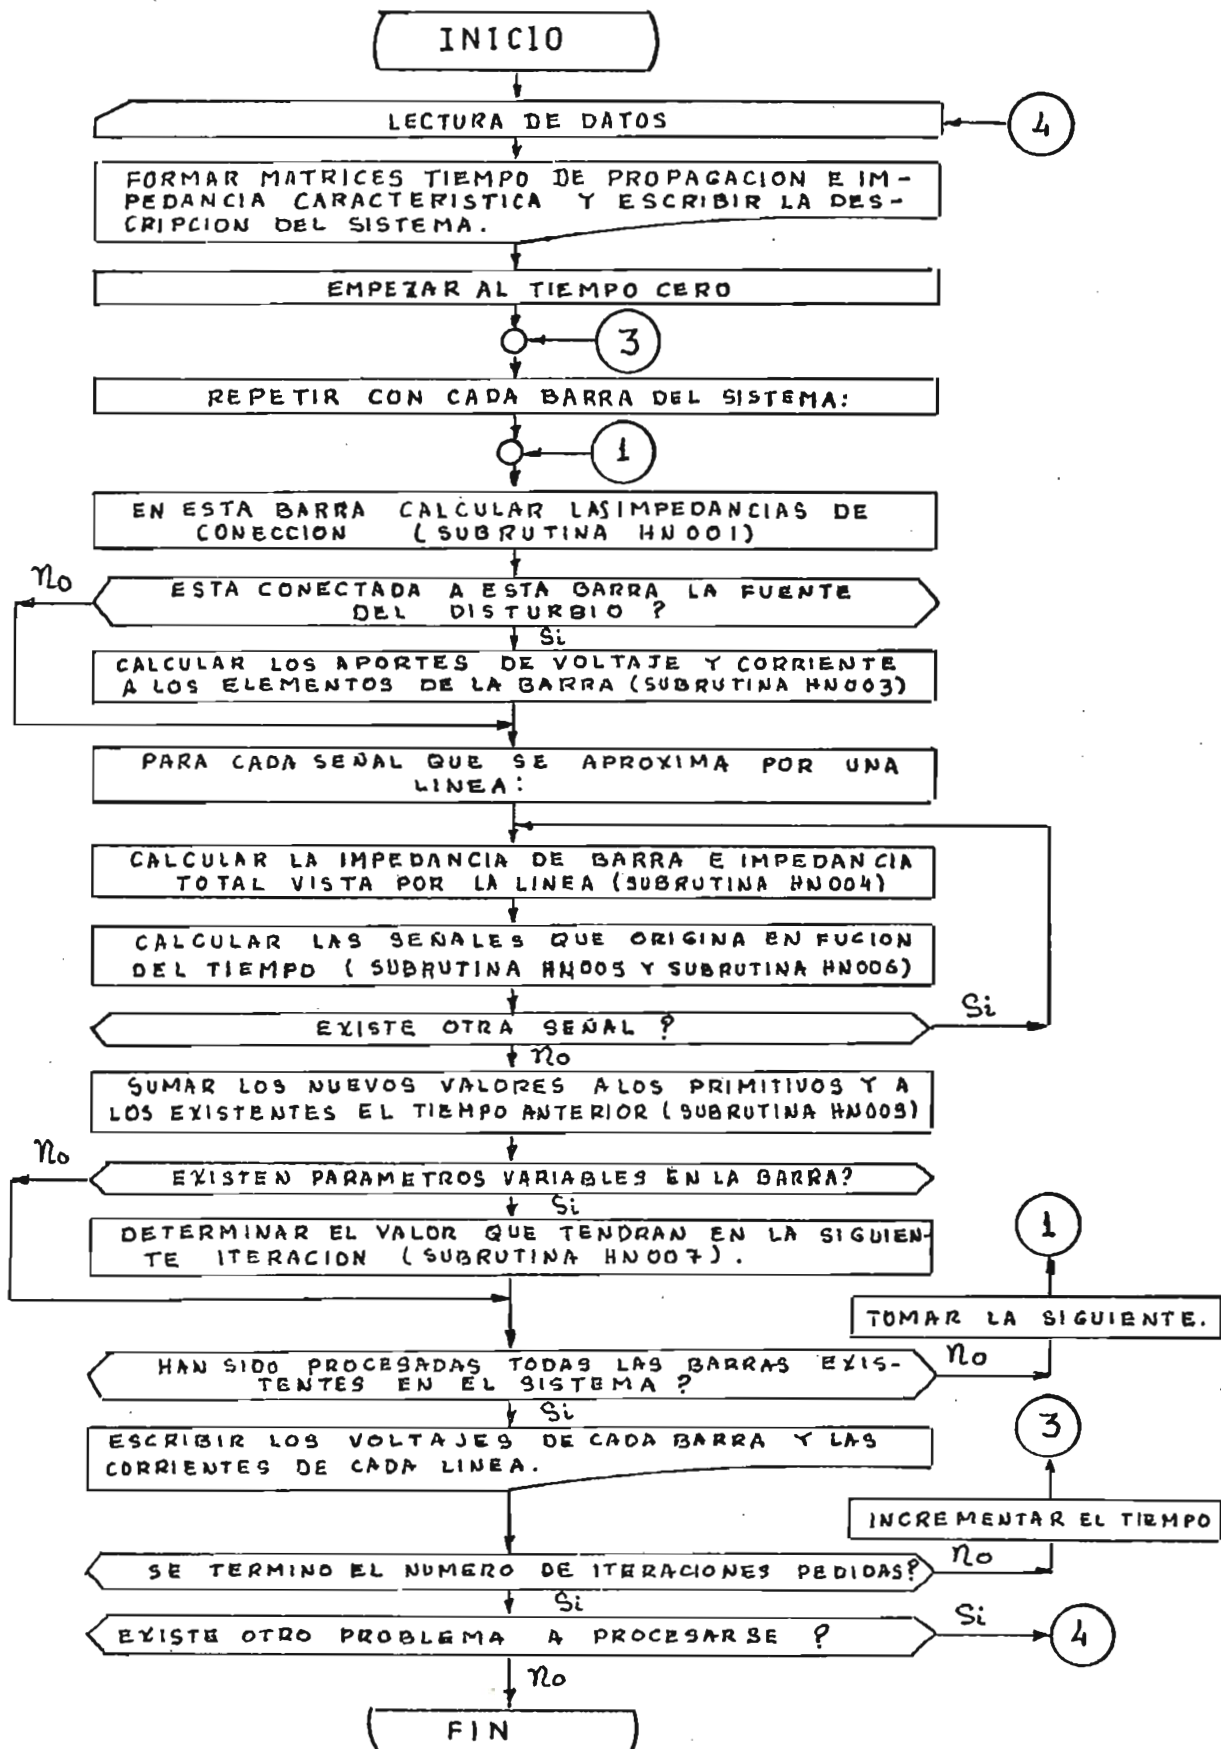 INICIO
LECTURA DE DATOS
4
FORMAR MATRICES TIEMPO DE PROPAGACION E IM-
PEDANCIA CARACTERISTICA Y ESCRIBIR LA DES-
CRIPCION DEL SISTEMA.
EMPEZAR AL TIEMPO CERO
3
REPETIR CON CADA BARRA DEL SISTEMA:
1
EN ESTA BARRA CALCULAR LAS IMPEDANCIAS DE
CONECCION (SUBRUTINA HN001)
no
ESTA CONECTADA A ESTA BARRA LA FUENTE
DEL DISTURBIO ?
Si
CALCULAR LOS APORTES DE VOLTAJE Y CORRIENTE
A LOS ELEMENTOS DE LA BARRA (SUBRUTINA HN003)
PARA CADA SEÑAL QUE SE APROXIMA POR UNA
LINEA:
CALCULAR LA IMPEDANCIA DE BARRA E IMPEDANCIA
TOTAL VISTA POR LA LINEA (SUBRUTINA HN004)
CALCULAR LAS SEÑALES QUE ORIGINA EN FUCION
DEL TIEMPO (SUBRUTINA HN005 Y SUBRUTINA HN006)
EXISTE OTRA SEÑAL ?
Si
no
SUMAR LOS NUEVOS VALORES A LOS PRIMITIVOS Y A
LOS EXISTENTES EL TIEMPO ANTERIOR (SUBRUTINA HN009)
no
EXISTEN PARAMETROS VARIABLES EN LA BARRA?
Si
DETERMINAR EL VALOR QUE TENDRAN EN LA SIGUIEN-
TE ITERACION (SUBRUTINA HN007).
1
TOMAR LA SIGUIENTE.
HAN SIDO PROCESADAS TODAS LAS BARRAS EXIS-
TENTES EN EL SISTEMA ?
no
Si
ESCRIBIR LOS VOLTAJES DE CADA BARRA Y LAS
CORRIENTES DE CADA LINEA.
3
INCREMENTAR EL TIEMPO
SE TERMINO EL NUMERO DE ITERACIONES PEDIDAS?
no
Si
EXISTE OTRO PROBLEMA A PROCESARSE ?
Si
4
no
FIN